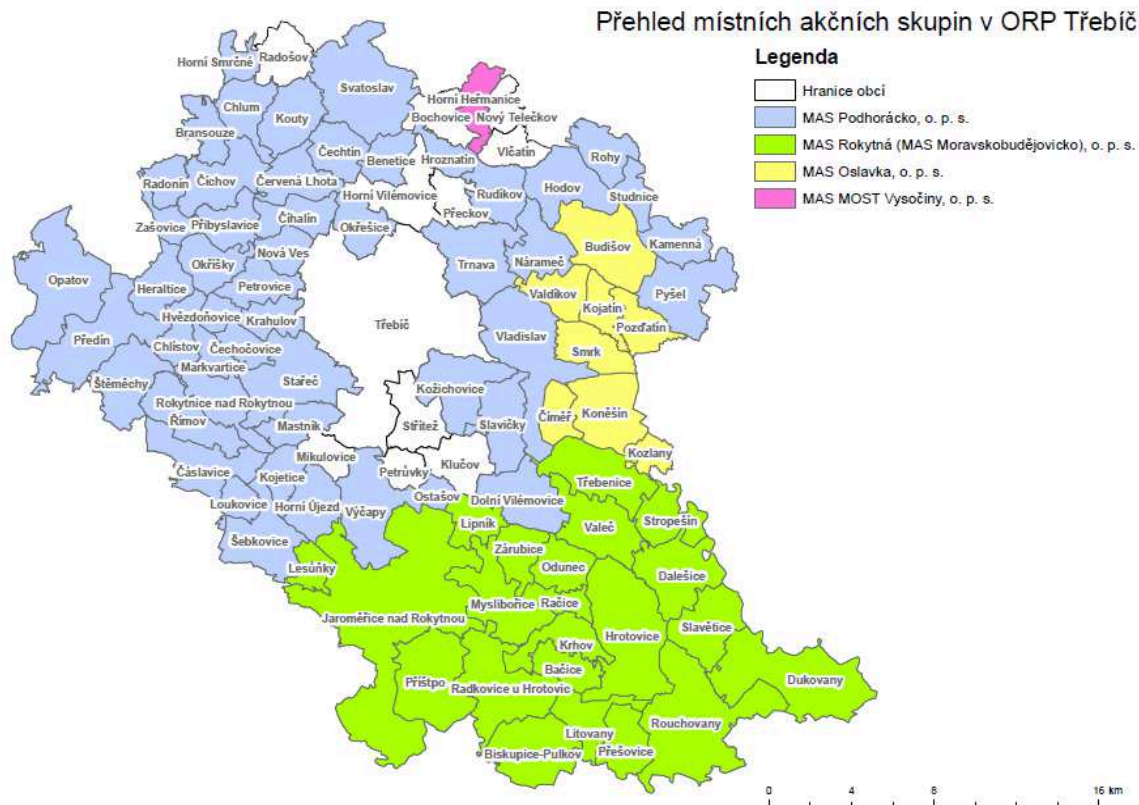 Přehled místních akčních skupin v ORP Třebíč
Legenda
Hranice obcí
MAS Podhorácko, o. p. s.
MAS Rokytná (MAS Moravskobudějovicko), o. p. s.
MAS Oslavka, o. p. s.
MAS MOST Vysočiny, o. p. s.
Radošov
Horní Smrčné
Svatoslav
Horní Heřmanice
Chlum
Kouty
Bochovice
Nový Telečkov
Bransouze
Vlčatín
Čechtín
Benetice
Hroznatín
Rohy
Radonín
Číchov
Červená Lhota
Rudíkov
Hodov
Studnice
Horní Vilémovice
Přeckov
Zašovice
Přibyslavice
Číhalín
Okřešice
Budišov
Kamenná
Nová Ves
Okříšky
Trnava
Nárameč
Opatov
Heraltice
Petrovice
Valdíkov
Pyšel
Kojatín
Hvězdoňovice
Krahulov
Třebíč
Pozďatín
Předín
Vladislav
Chlístov
Čechočovice
Smrk
Markvartice
Štěměchy
Stařeč
Kožichovice
Rokytnice nad Rokytnou
Čiměř
Koněšín
Římov
Mastník
Střítež
Slavičky
Kozlany
Mikulovice
Klučov
Petrůvky
Čáslavice
Kojetice
Třebenice
Ostašov
Dolní Vilémovice
Loukovice
Horní Újezd
Výčapy
Lipník
Valeč
Stropešín
Šebkovice
Zárubice
Lesůňky
Odunec
Dalešice
Myslibořice
Račice
Jaroměřice nad Rokytnou
Slavětice
Hrotovice
Krhov
Bačice
Příštpo
Radkovice u Hrotovic
Dukovany
Rouchovany
Litovany
Biskupice-Pulkov
Přešovice
0 4 8 16 km